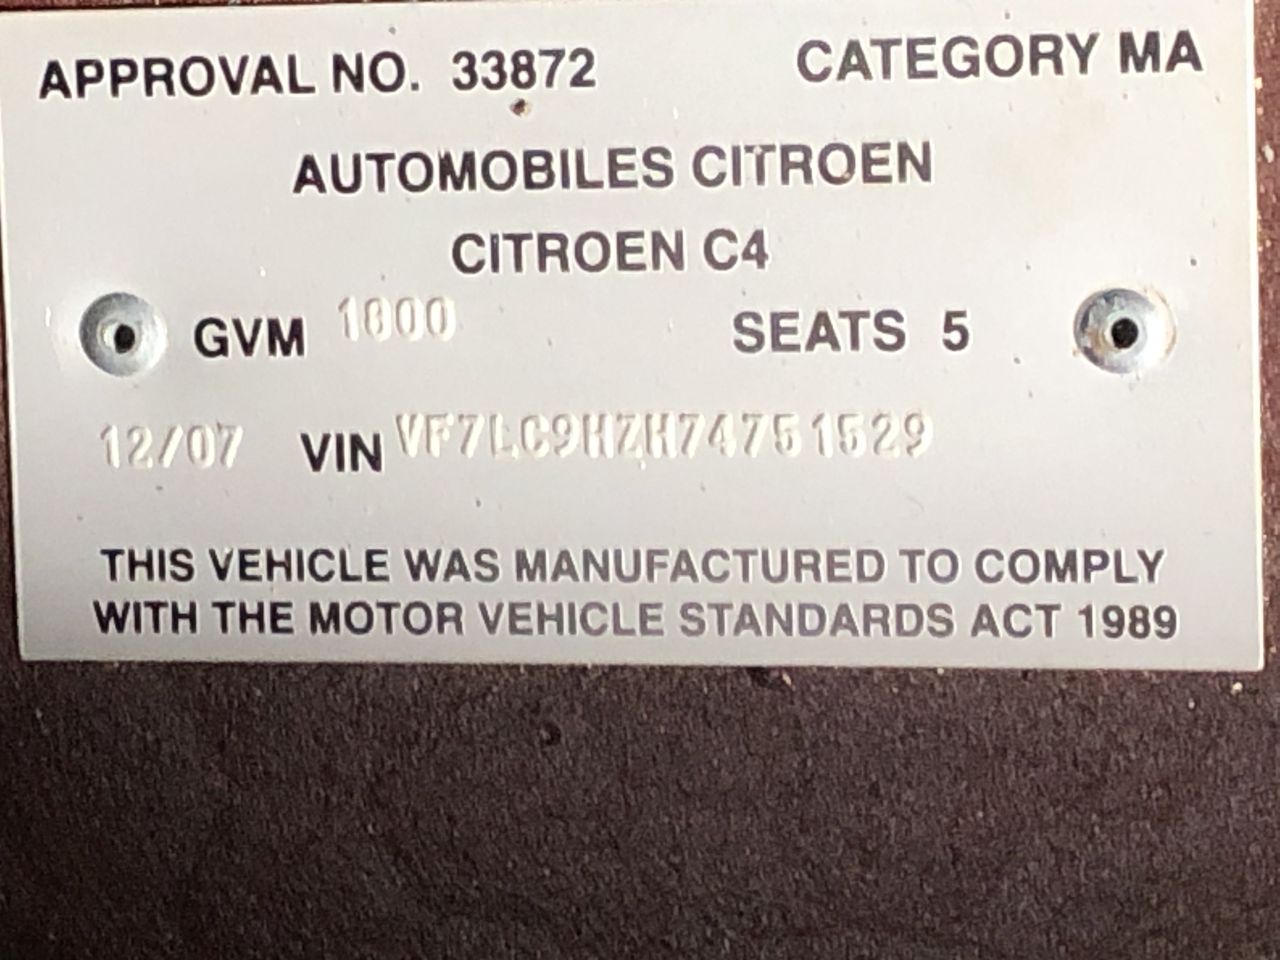 APPROVAL NO. 33872 CATEGORY MA
AUTOMOBILES CITROEN
CITROEN C4
GVM 1800 SEATS 5
12/07 VIN VF7LC9HZH74751529
THIS VEHICLE WAS MANUFACTURED TO COMPLY
WITH THE MOTOR VEHICLE STANDARDS ACT 1989